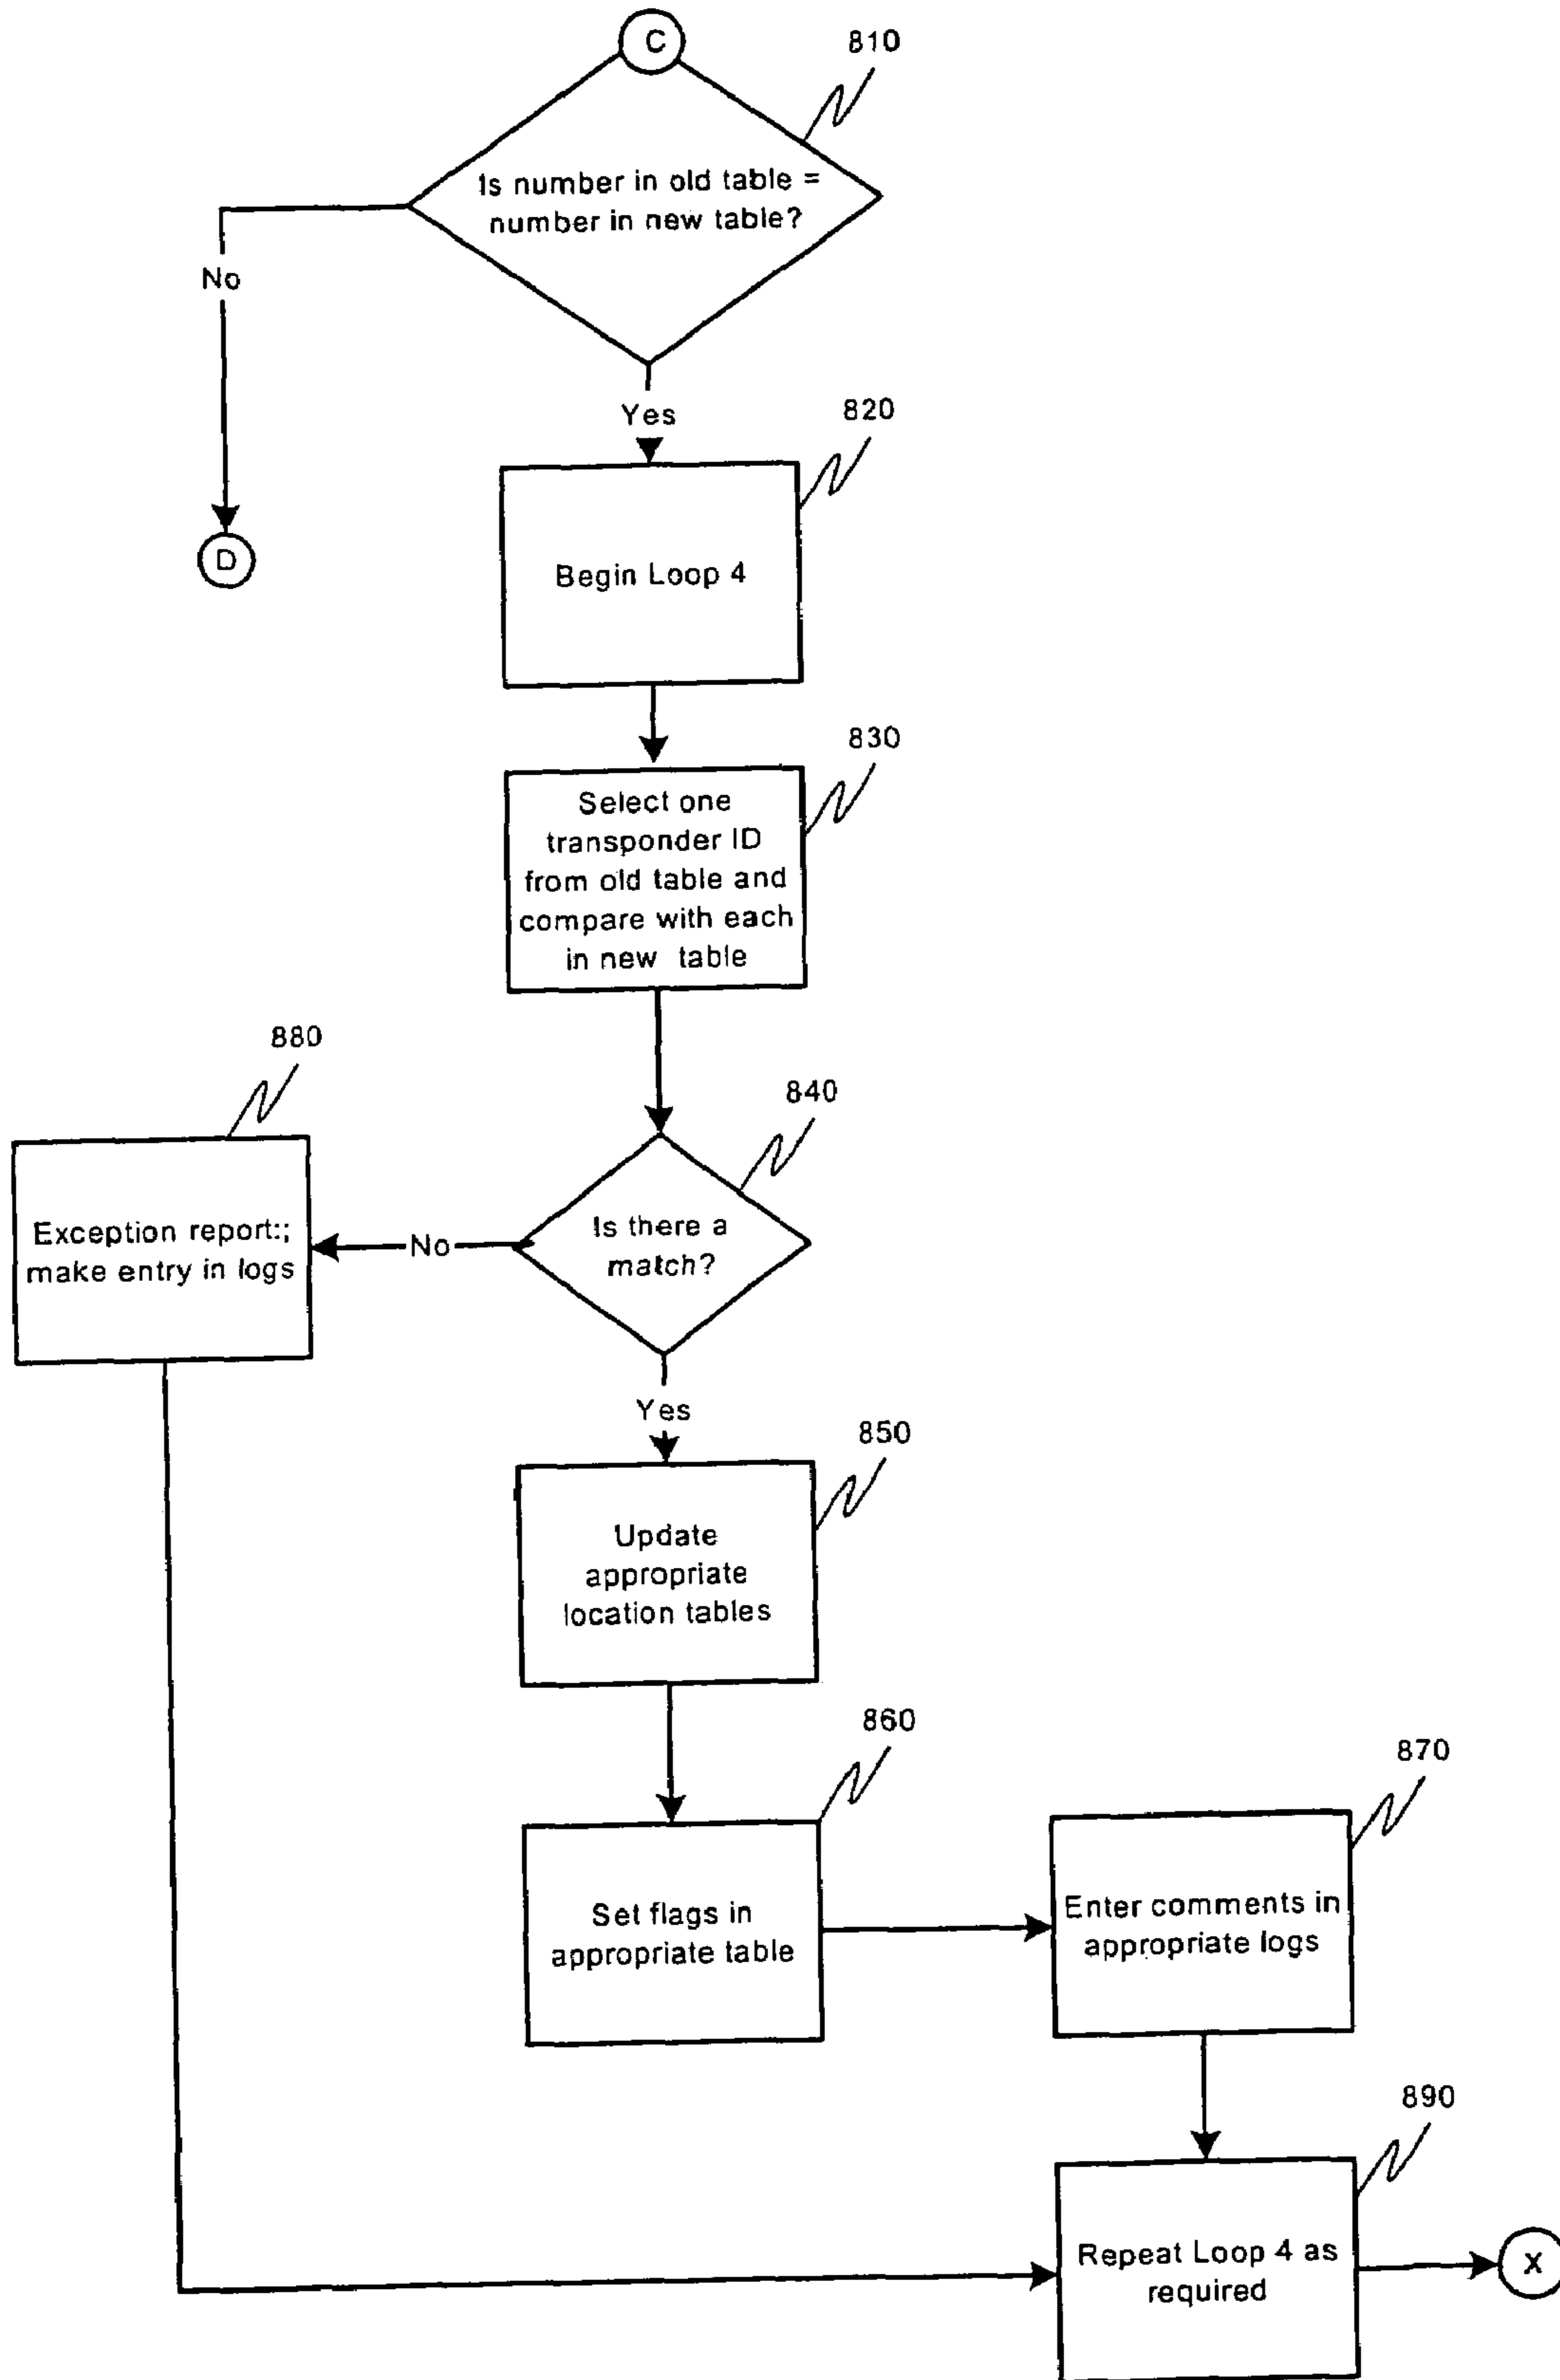 C
810
Is number in old table =
number in new table?
No
Yes
820
D
Begin Loop 4
830
Select one
transponder ID
from old table and
compare with each
in new table
880
840
Exception report:;
make entry in logs
No
Is there a
match?
Yes
850
Update
appropriate
location tables
860
870
Set flags in
appropriate table
Enter comments in
appropriate logs
890
Repeat Loop 4 as
required
X